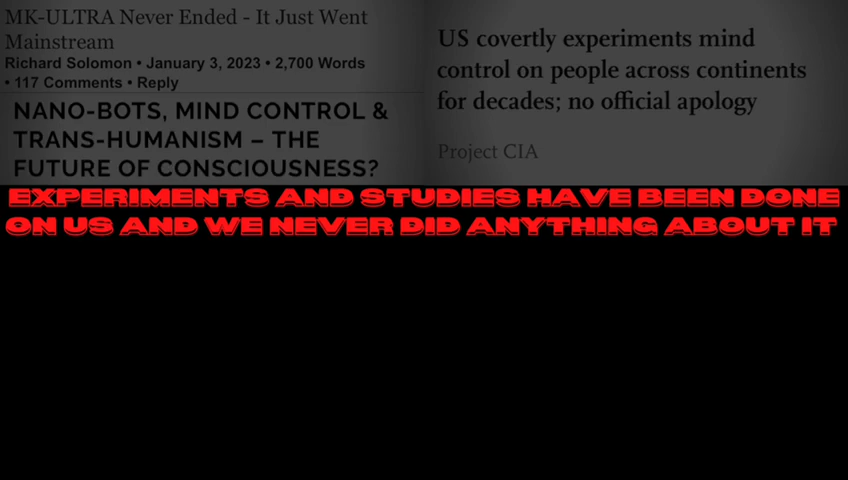 MK-ULTRA Never Ended - It Just Went
Mainstream
Richard Solomon • January 3, 2023 • 2,700 Words
• 117 Comments • Reply
NANO-BOTS, MIND CONTROL &
TRANS-HUMANISM – THE
FUTURE OF CONSCIOUSNESS?
US covertly experiments mind
control on people across continents
for decades; no official apology
Project CIA
EXPERIMENTS AND STUDIES HAVE BEEN DONE
ON US AND WE NEVER DID ANYTHING ABOUT IT